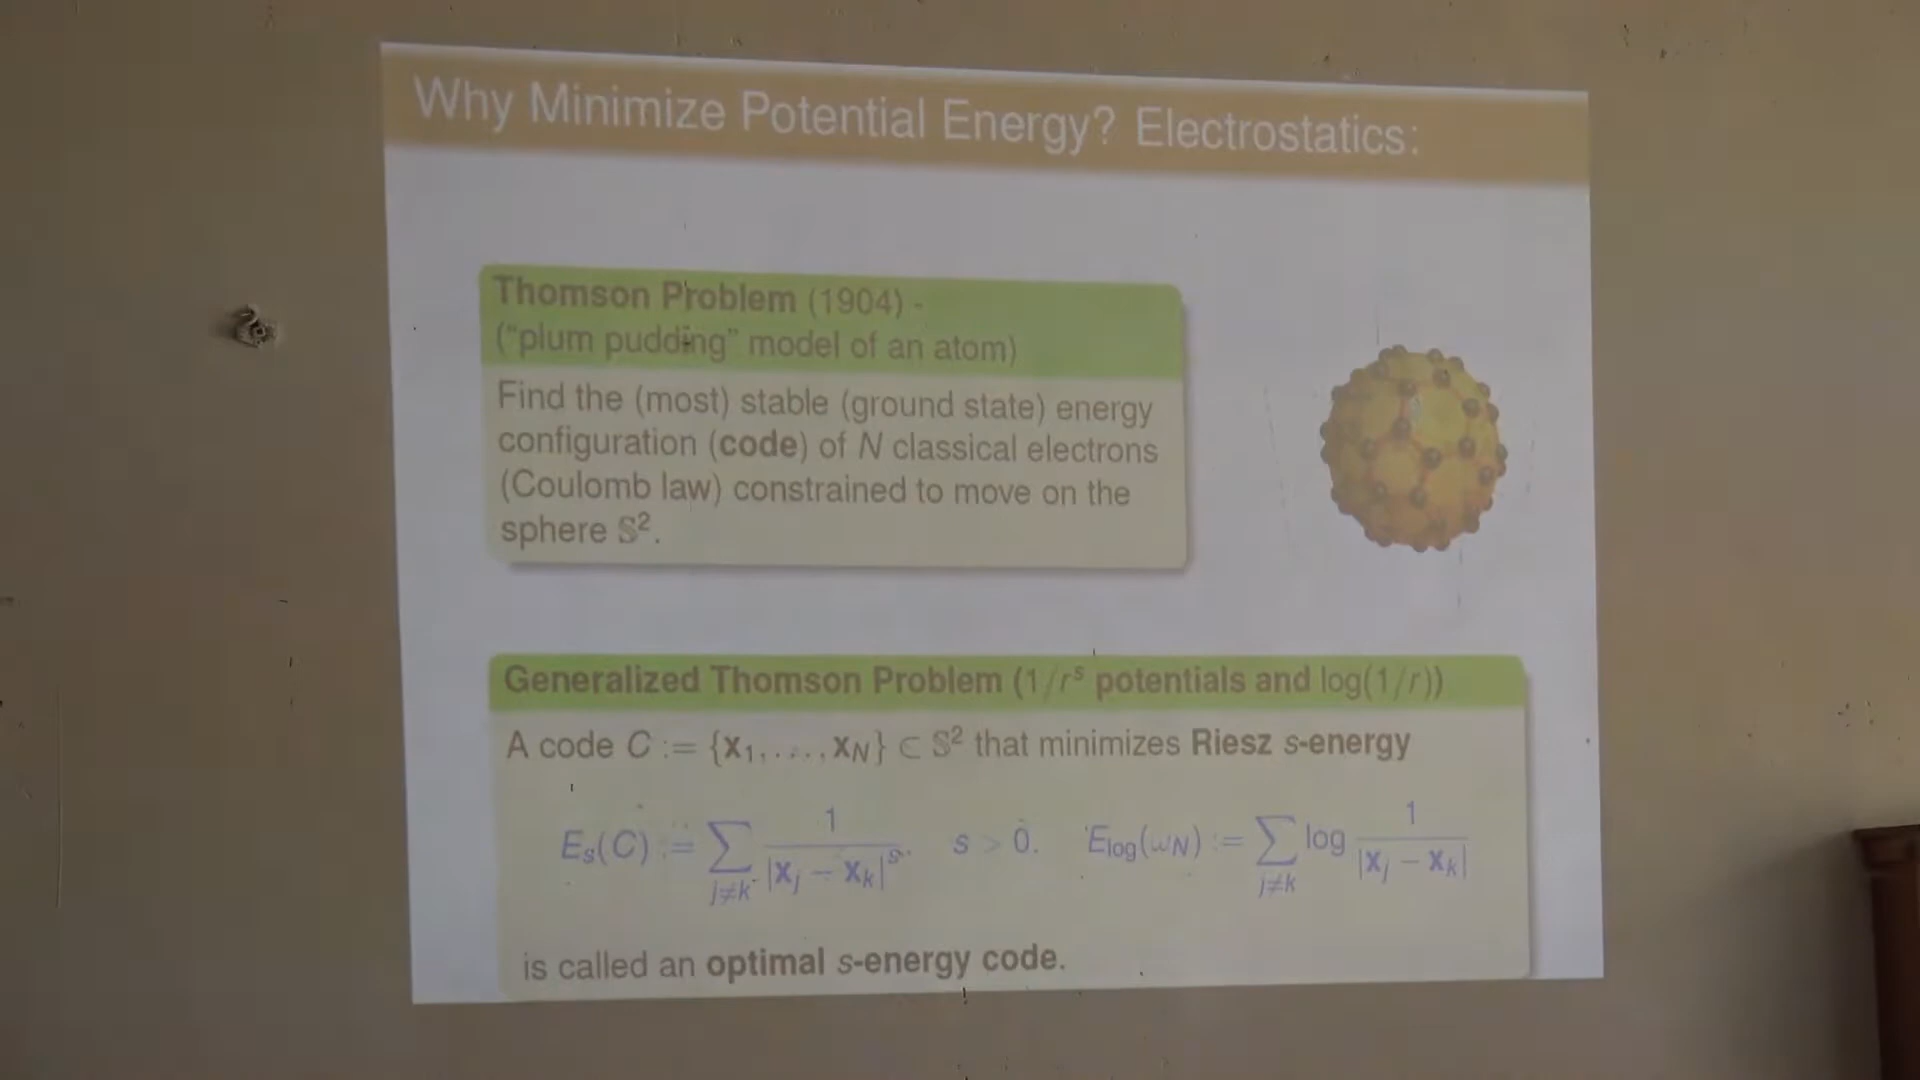 Why Minimize Potential Energy? Electrostatics:
Thomson Problem (1904) -
("plum pudding" model of an atom)
Find the (most) stable (ground state) energy
configuration (code) of N classical electrons
(Coulomb law) constrained to move on the
sphere 𝕊².
Generalized Thomson Problem (1/rˢ potentials and log(1/r))
A code C := {x₁, . . . , x_N} ⊂ 𝕊² that minimizes Riesz s-energy
E_s(C) := ∑_{j≠k} 1/|x_j − x_k|^s, s > 0. E_log(ω_N) := ∑_{j≠k} log 1/|x_j − x_k|
is called an optimal s-energy code.